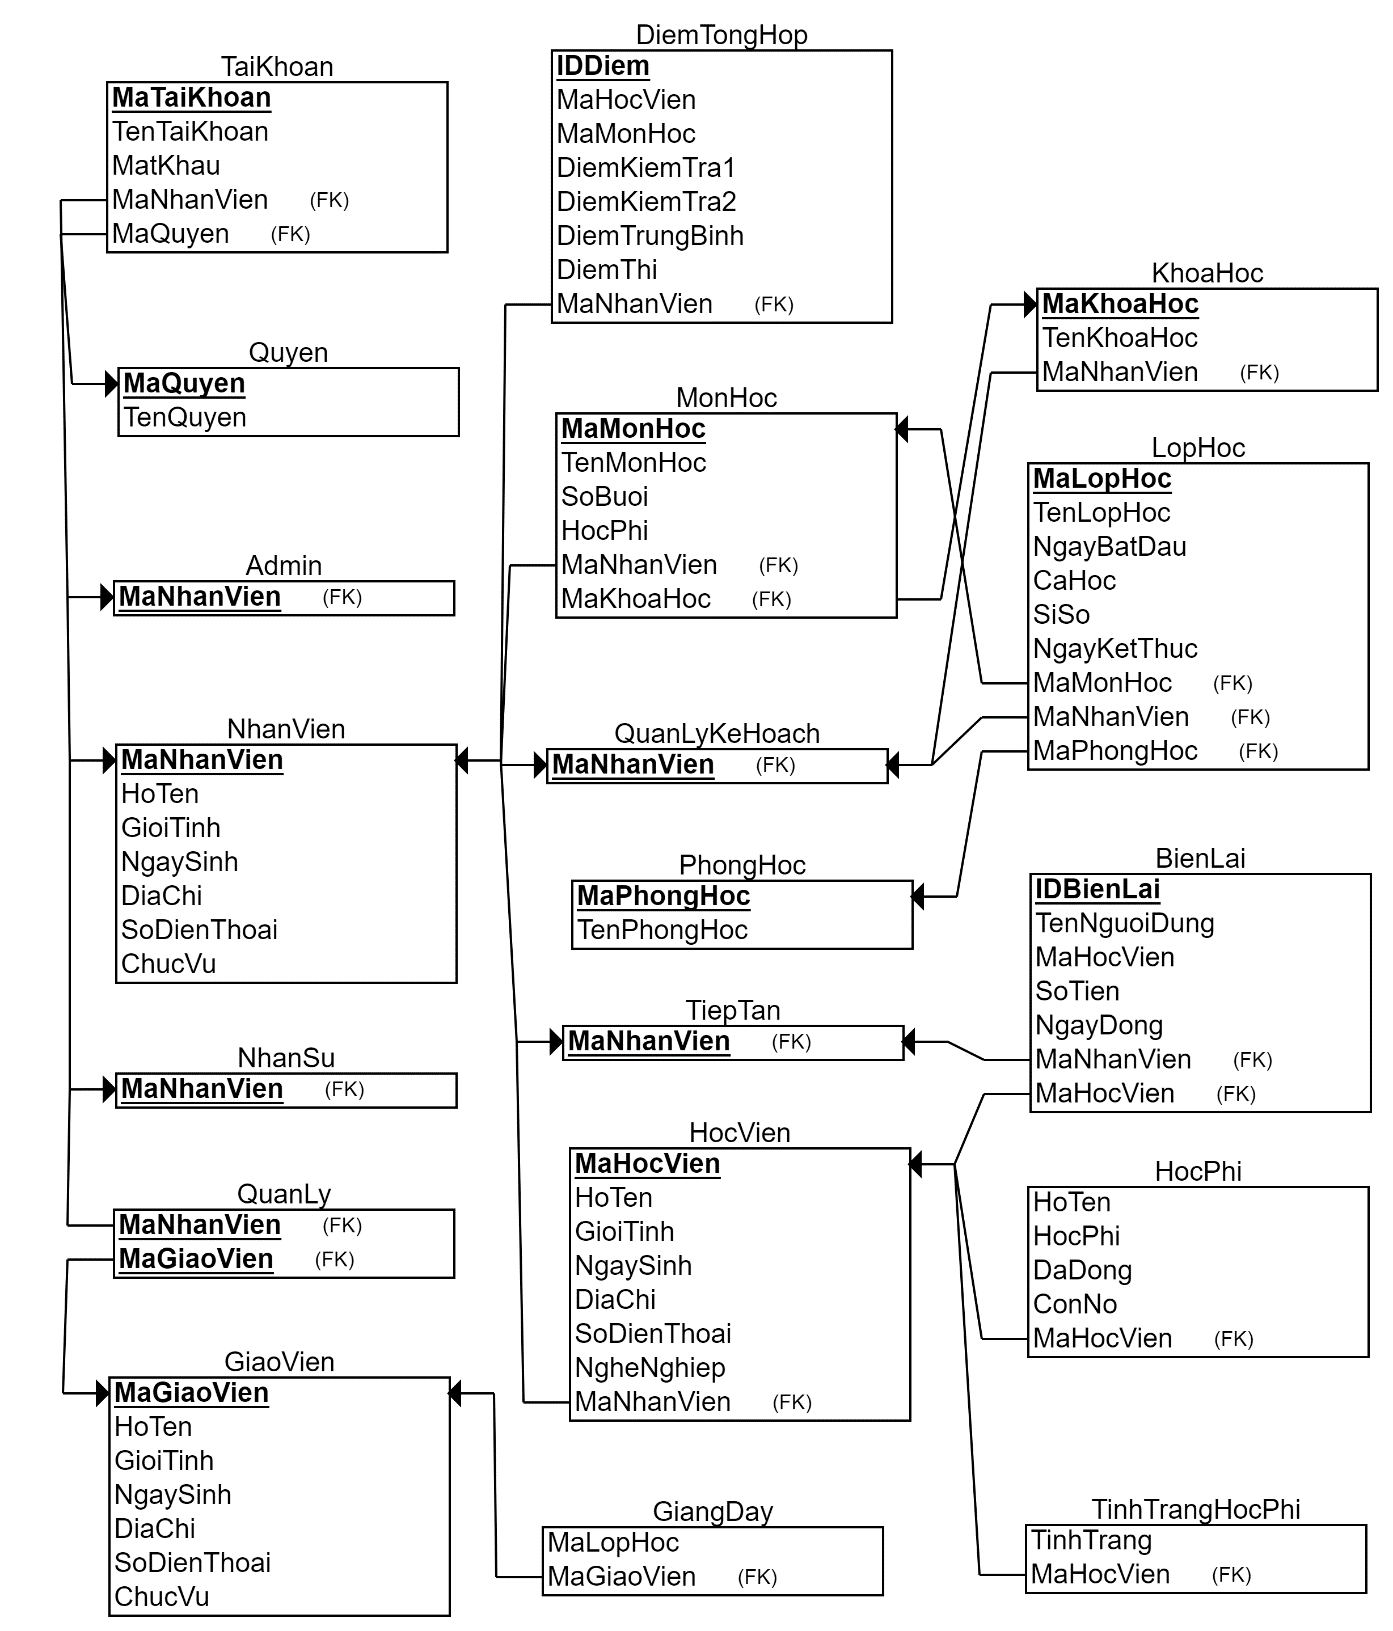 TaiKhoan
MaTaiKhoan
TenTaiKhoan
MatKhau
MaNhanVien (FK)
MaQuyen (FK)
Quyen
MaQuyen
TenQuyen
Admin
MaNhanVien (FK)
NhanVien
MaNhanVien
HoTen
GioiTinh
NgaySinh
DiaChi
SoDienThoai
ChucVu
NhanSu
MaNhanVien (FK)
QuanLy
MaNhanVien (FK)
MaGiaoVien (FK)
GiaoVien
MaGiaoVien
HoTen
GioiTinh
NgaySinh
DiaChi
SoDienThoai
ChucVu
DiemTongHop
IDDiem
MaHocVien
MaMonHoc
DiemKiemTra1
DiemKiemTra2
DiemTrungBinh
DiemThi
MaNhanVien (FK)
MonHoc
MaMonHoc
TenMonHoc
SoBuoi
HocPhi
MaNhanVien (FK)
MaKhoaHoc (FK)
QuanLyKeHoach
MaNhanVien (FK)
PhongHoc
MaPhongHoc
TenPhongHoc
TiepTan
MaNhanVien (FK)
HocVien
MaHocVien
HoTen
GioiTinh
NgaySinh
DiaChi
SoDienThoai
NgheNghiep
MaNhanVien (FK)
GiangDay
MaLopHoc
MaGiaoVien (FK)
KhoaHoc
MaKhoaHoc
TenKhoaHoc
MaNhanVien (FK)
LopHoc
MaLopHoc
TenLopHoc
NgayBatDau
CaHoc
SiSo
NgayKetThuc
MaMonHoc (FK)
MaNhanVien (FK)
MaPhongHoc (FK)
BienLai
IDBienLai
TenNguoiDung
MaHocVien
SoTien
NgayDong
MaNhanVien (FK)
MaHocVien (FK)
HocPhi
HoTen
HocPhi
DaDong
ConNo
MaHocVien (FK)
TinhTrangHocPhi
TinhTrang
MaHocVien (FK)